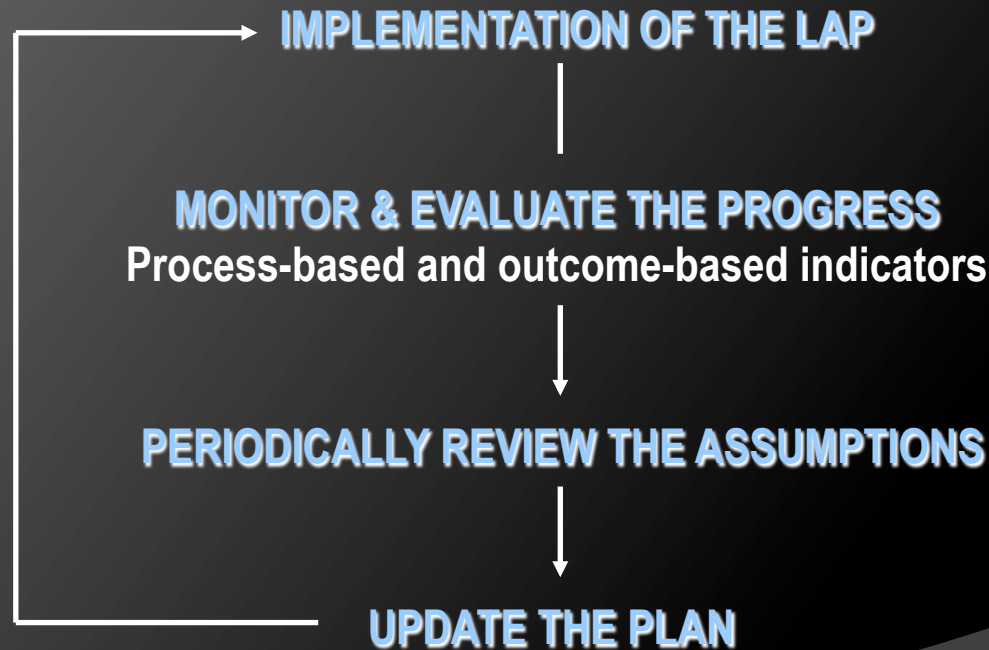 IMPLEMENTATION OF THE LAP
MONITOR & EVALUATE THE PROGRESS
Process-based and outcome-based indicators
PERIODICALLY REVIEW THE ASSUMPTIONS
UPDATE THE PLAN